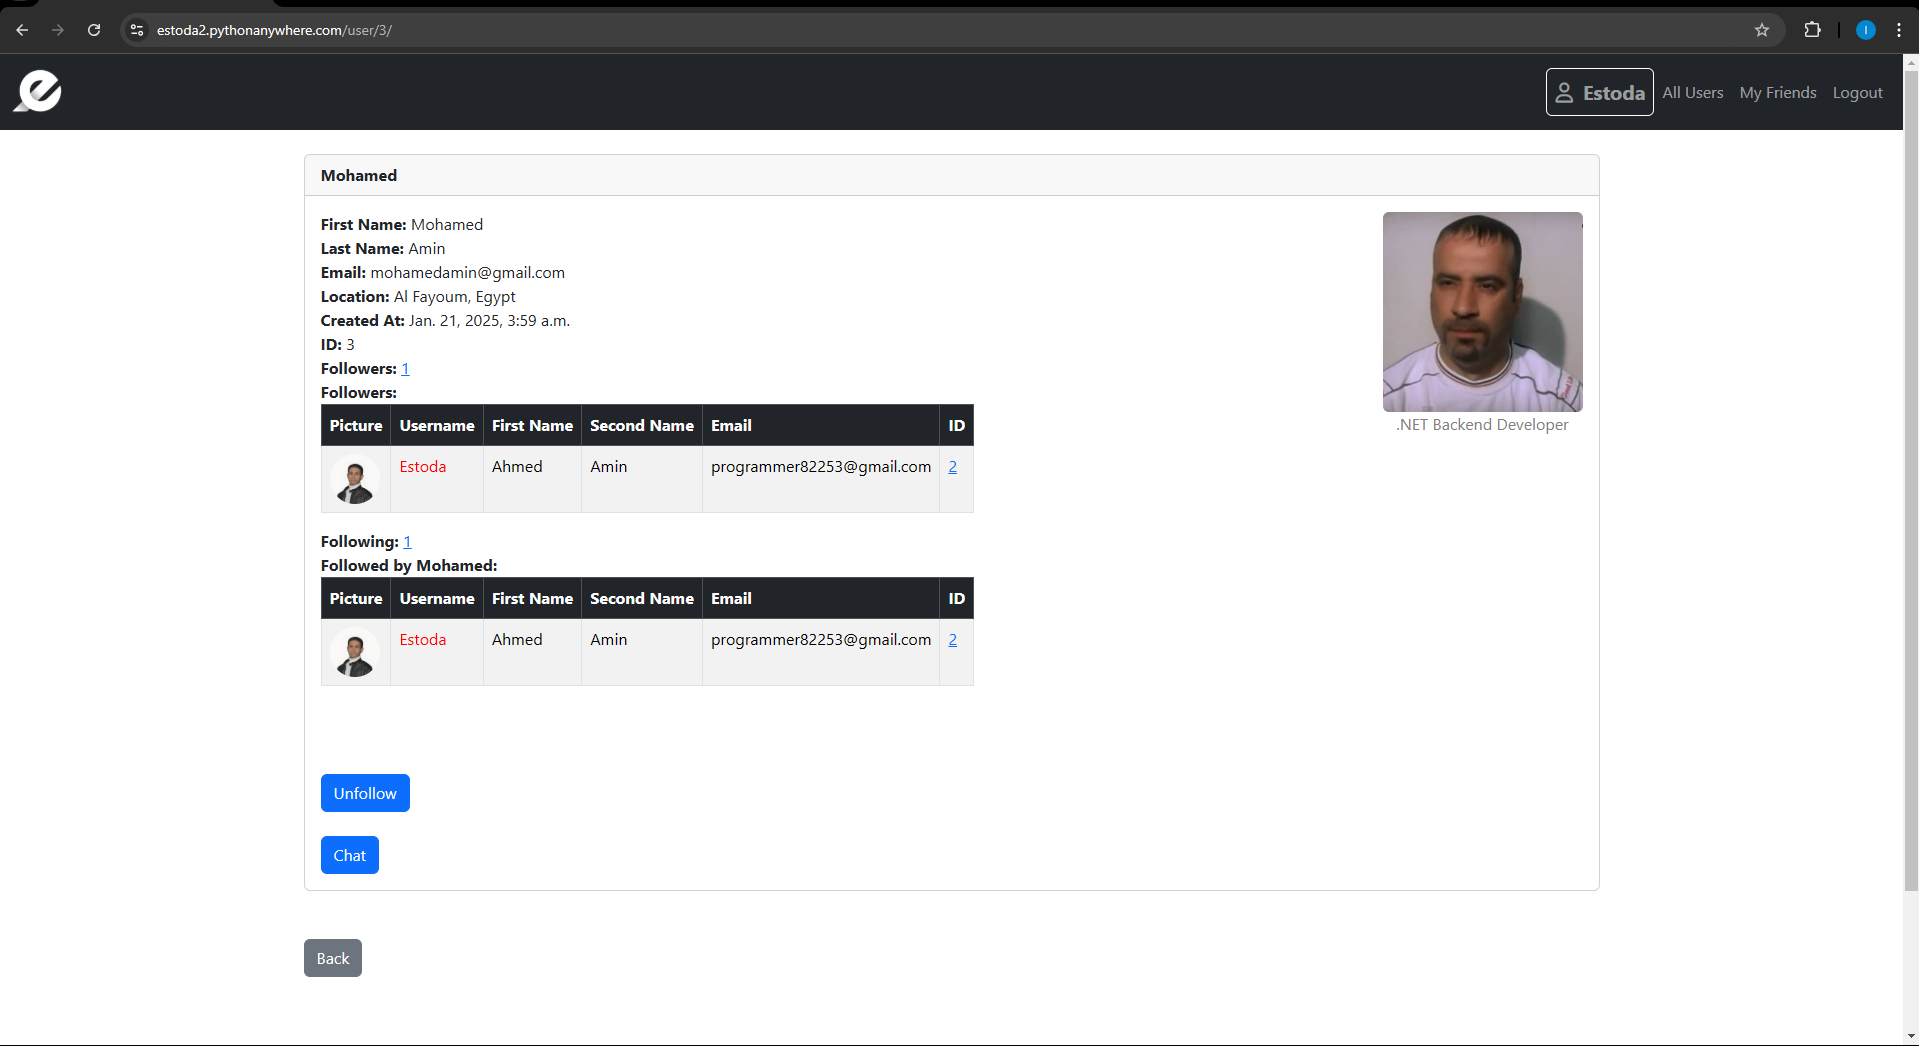 estoda2.pythonanywhere.com/user/3/
Estoda All Users My Friends Logout
Mohamed
First Name: Mohamed
Last Name: Amin
Email: mohamedamin@gmail.com
Location: Al Fayoum, Egypt
Created At: Jan. 21, 2025, 3:59 a.m.
ID: 3
Followers: 1
Followers:
Picture Username First Name Second Name Email ID
Estoda Ahmed Amin programmer82253@gmail.com 2
Following: 1
Followed by Mohamed:
Picture Username First Name Second Name Email ID
Estoda Ahmed Amin programmer82253@gmail.com 2
.NET Backend Developer
Unfollow
Chat
Back